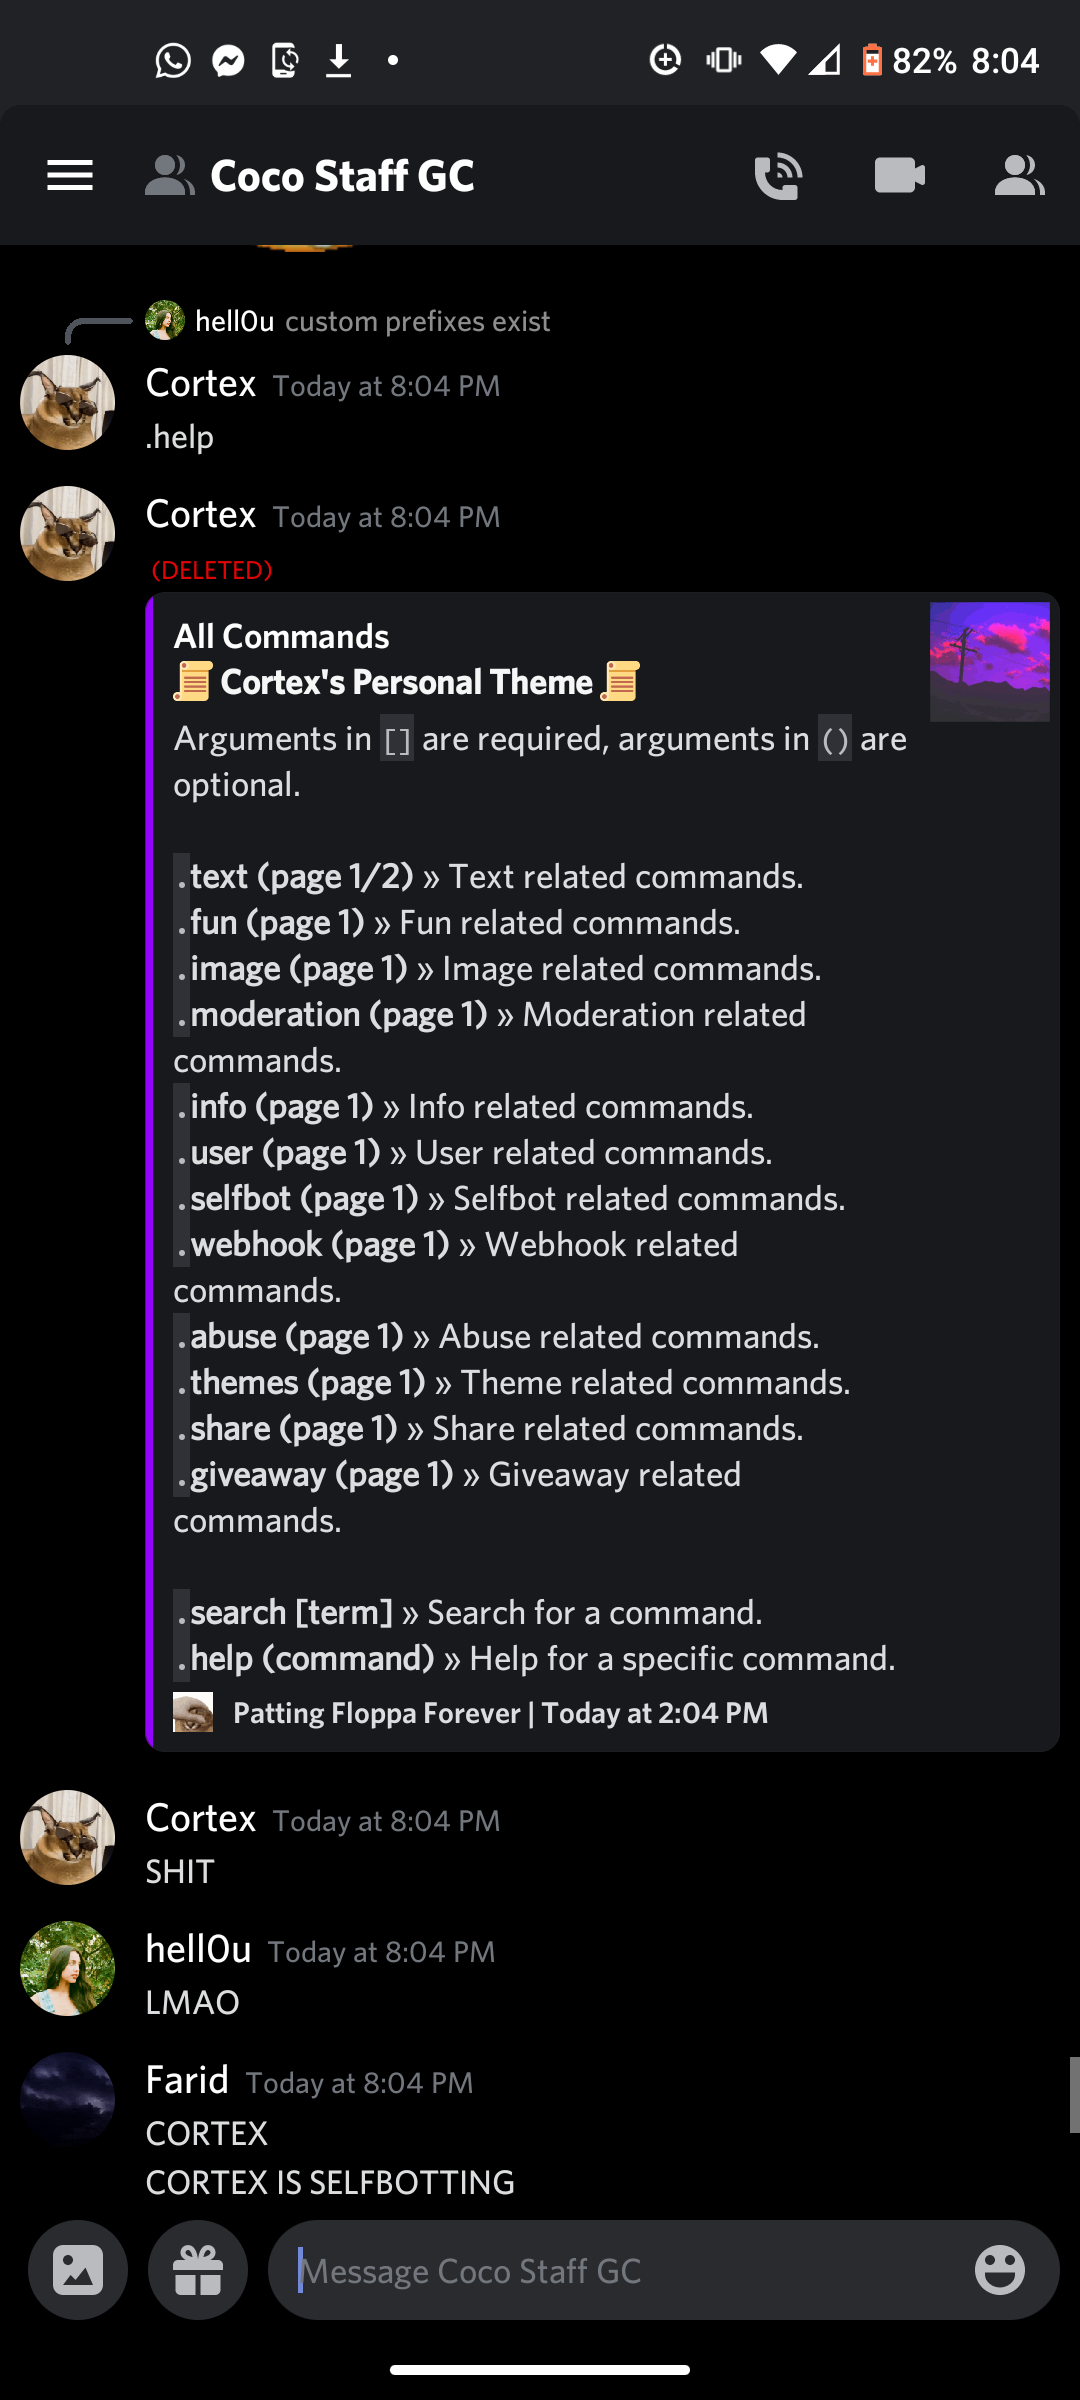 82% 8:04
Coco Staff GC
hell0u custom prefixes exist
Cortex Today at 8:04 PM
.help
Cortex Today at 8:04 PM
(DELETED)
All Commands
📜 Cortex's Personal Theme 📜
Arguments in [] are required, arguments in () are
optional.
.text (page 1/2) » Text related commands.
.fun (page 1) » Fun related commands.
.image (page 1) » Image related commands.
.moderation (page 1) » Moderation related
commands.
.info (page 1) » Info related commands.
.user (page 1) » User related commands.
.selfbot (page 1) » Selfbot related commands.
.webhook (page 1) » Webhook related
commands.
.abuse (page 1) » Abuse related commands.
.themes (page 1) » Theme related commands.
.share (page 1) » Share related commands.
.giveaway (page 1) » Giveaway related
commands.
.search [term] » Search for a command.
.help (command) » Help for a specific command.
Patting Floppa Forever | Today at 2:04 PM
Cortex Today at 8:04 PM
SHIT
hell0u Today at 8:04 PM
LMAO
Farid Today at 8:04 PM
CORTEX
CORTEX IS SELFBOTTING
Message Coco Staff GC